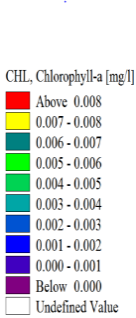 CHL, Chlorophyll-a [mg/l]
Above 0.008
0.007 - 0.008
0.006 - 0.007
0.005 - 0.006
0.004 - 0.005
0.003 - 0.004
0.002 - 0.003
0.001 - 0.002
0.000 - 0.001
Below 0.000
Undefined Value